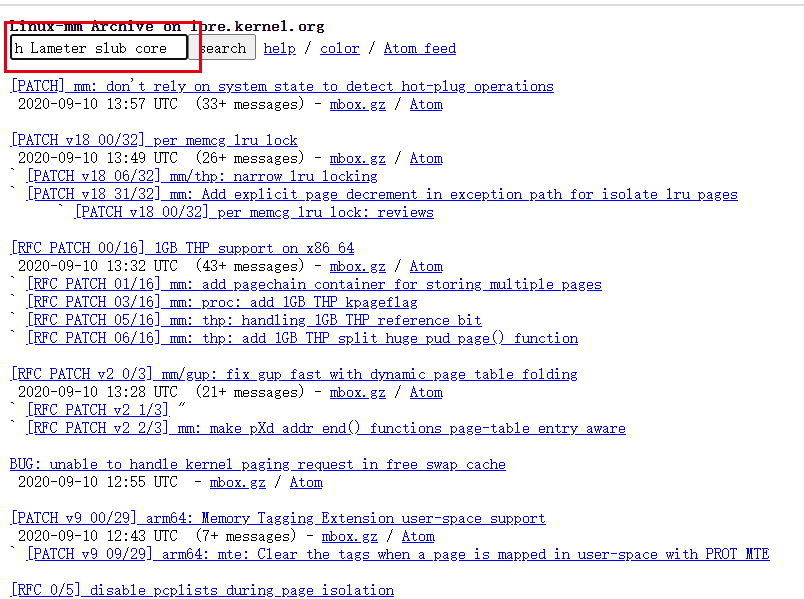 Linux-mm Archive on lore.kernel.org
h Lameter slub core search help / color / Atom feed
[PATCH] mm: don't rely on system state to detect hot-plug operations
2020-09-10 13:57 UTC (33+ messages) - mbox.gz / Atom
[PATCH v18 00/32] per memcg lru lock
2020-09-10 13:49 UTC (26+ messages) - mbox.gz / Atom
` [PATCH v18 06/32] mm/thp: narrow lru locking
` [PATCH v18 31/32] mm: Add explicit page decrement in exception path for isolate lru pages
` [PATCH v18 00/32] per memcg lru lock: reviews
[RFC PATCH 00/16] 1GB THP support on x86 64
2020-09-10 13:32 UTC (43+ messages) - mbox.gz / Atom
` [RFC PATCH 01/16] mm: add pagechain container for storing multiple pages
` [RFC PATCH 03/16] mm: proc: add 1GB THP kpageflag
` [RFC PATCH 05/16] mm: thp: handling 1GB THP reference bit
` [RFC PATCH 06/16] mm: thp: add 1GB THP split huge pud page() function
[RFC PATCH v2 0/3] mm/gup: fix gup fast with dynamic page table folding
2020-09-10 13:28 UTC (21+ messages) - mbox.gz / Atom
` [RFC PATCH v2 1/3] "
` [RFC PATCH v2 2/3] mm: make pXd addr end() functions page-table entry aware
BUG: unable to handle kernel paging request in free swap cache
2020-09-10 12:55 UTC - mbox.gz / Atom
[PATCH v9 00/29] arm64: Memory Tagging Extension user-space support
2020-09-10 12:43 UTC (7+ messages) - mbox.gz / Atom
` [PATCH v9 09/29] arm64: mte: Clear the tags when a page is mapped in user-space with PROT MTE
[RFC 0/5] disable pcplists during page isolation